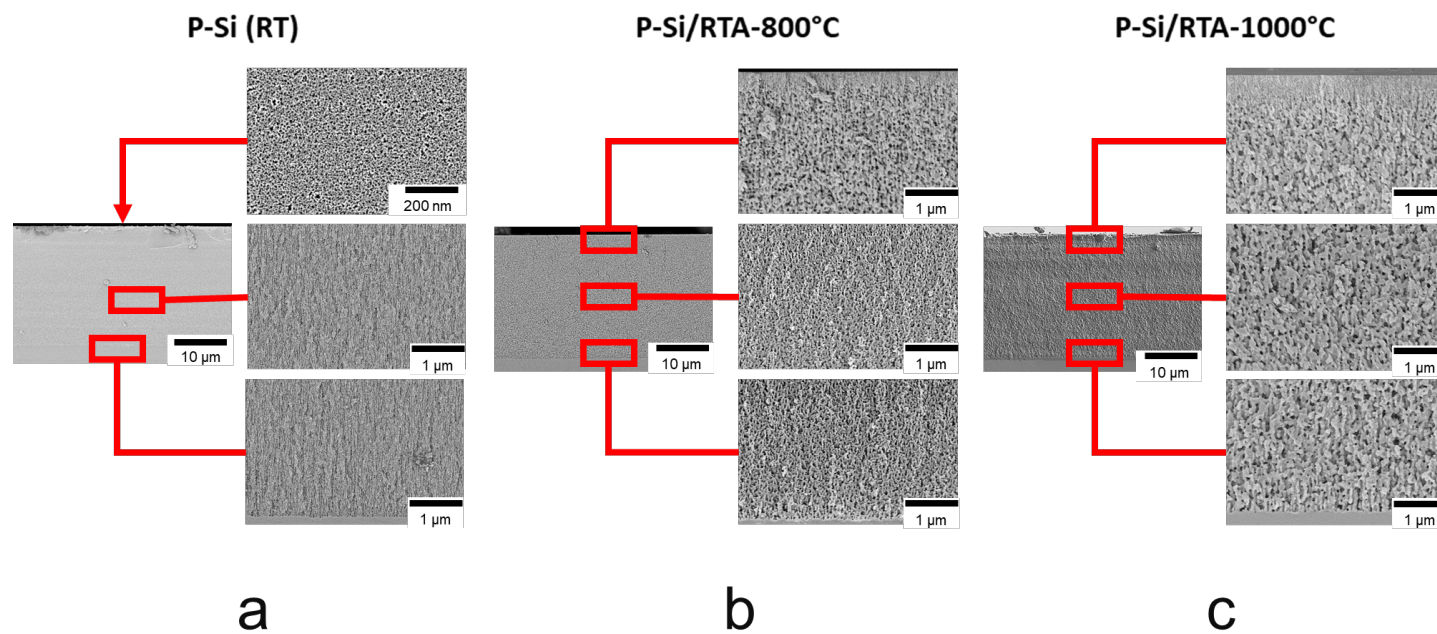 P-Si (RT)
P-Si/RTA-800°C
P-Si/RTA-1000°C
200 nm
10 µm
1 µm
1 µm
1 µm
10 µm
1 µm
1 µm
1 µm
10 µm
1 µm
1 µm
a
b
c